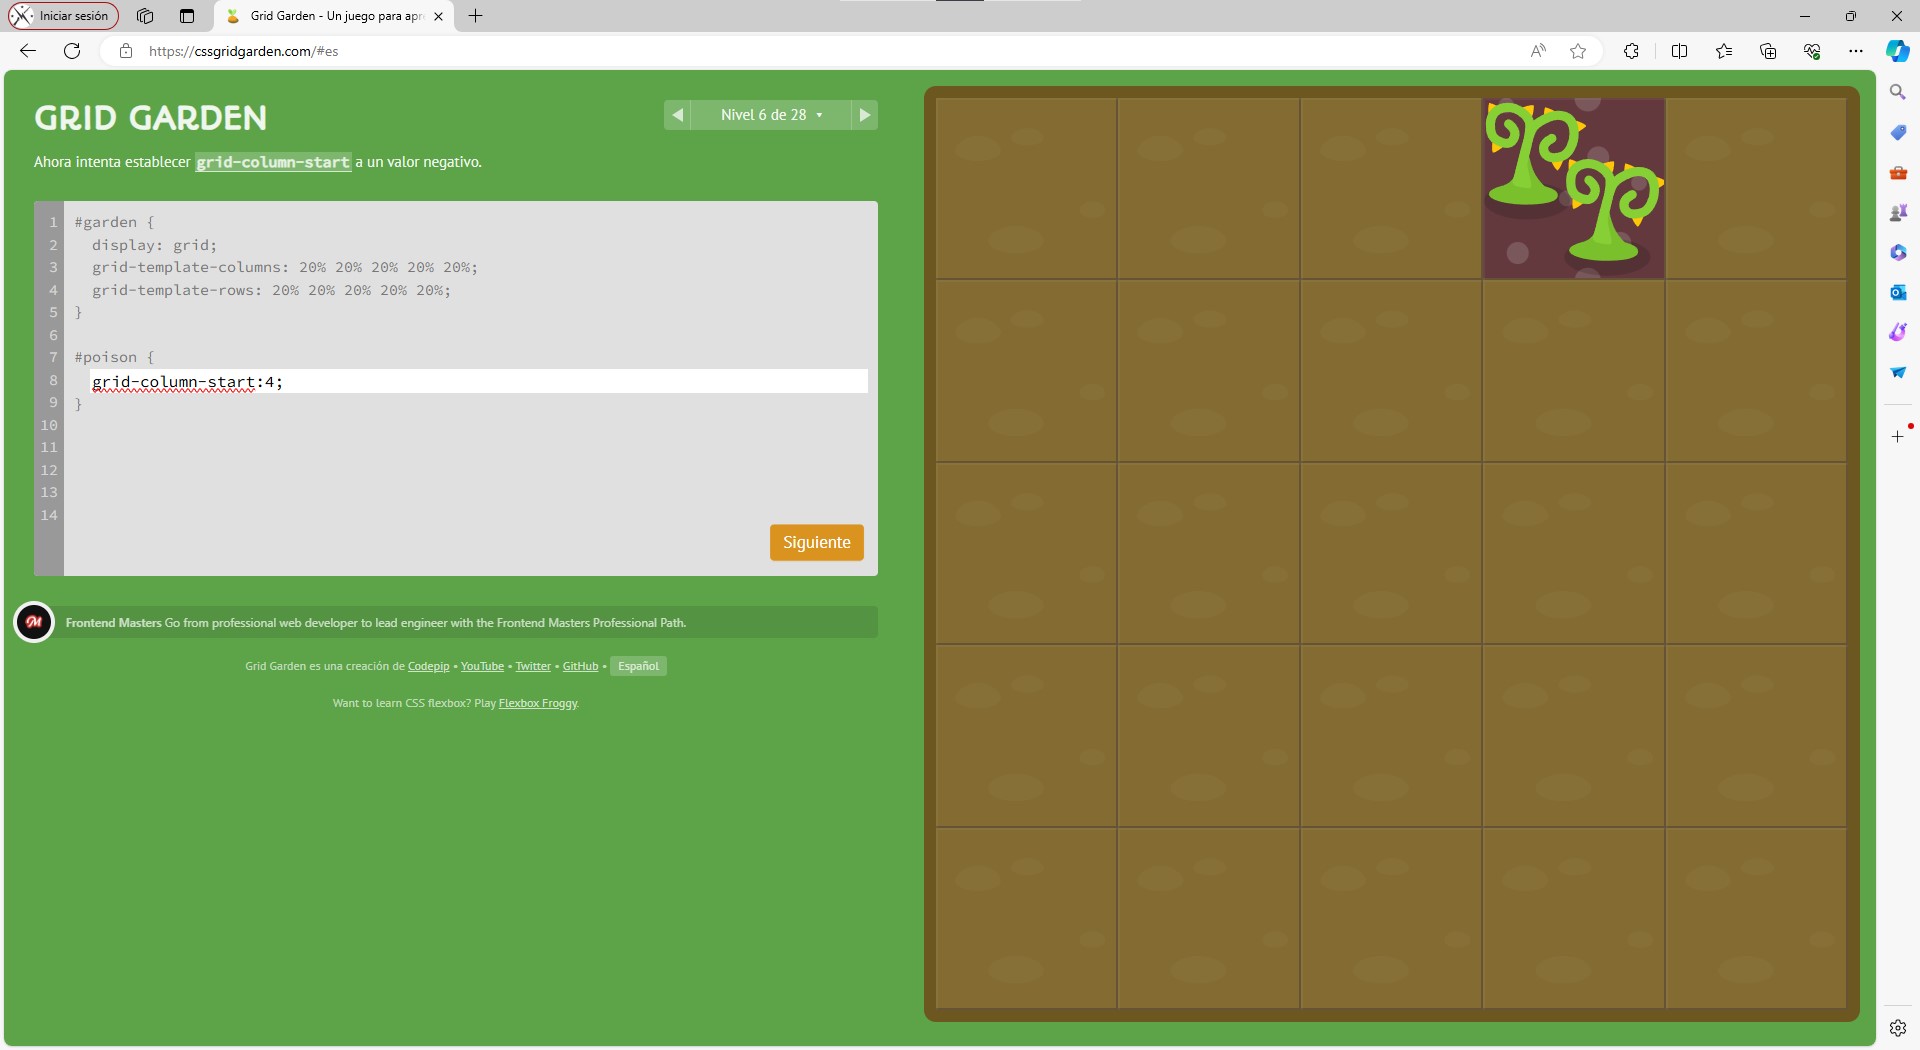 Iniciar sesión
Grid Garden - Un juego para apr
https://cssgridgarden.com/#es
GRID GARDEN
Nivel 6 de 28
Ahora intenta establecer grid-column-start a un valor negativo.
1 #garden {
2 display: grid;
3 grid-template-columns: 20% 20% 20% 20% 20%;
4 grid-template-rows: 20% 20% 20% 20% 20%;
5 }
6
7 #poison {
8 grid-column-start:4;
9 }
10
11
12
13
14
Siguiente
Frontend Masters Go from professional web developer to lead engineer with the Frontend Masters Professional Path.
Grid Garden es una creación de Codepip • YouTube • Twitter • GitHub • Español
Want to learn CSS flexbox? Play Flexbox Froggy.